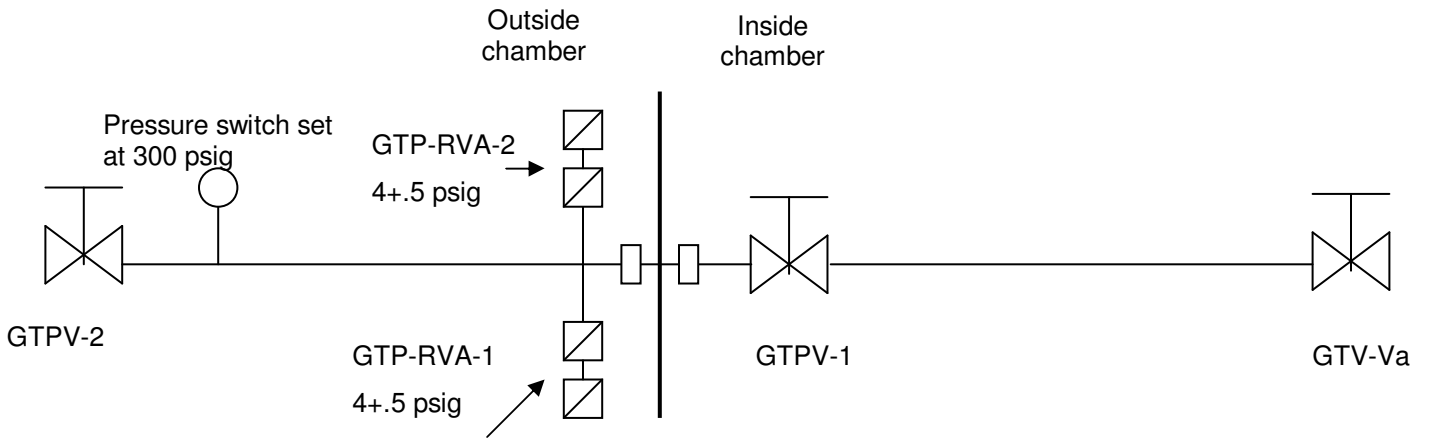 Outside
chamber
Inside
chamber
Pressure switch set
at 300 psig
GTP-RVA-2
4+.5 psig
GTPV-2
GTP-RVA-1
4+.5 psig
GTPV-1
GTV-Va